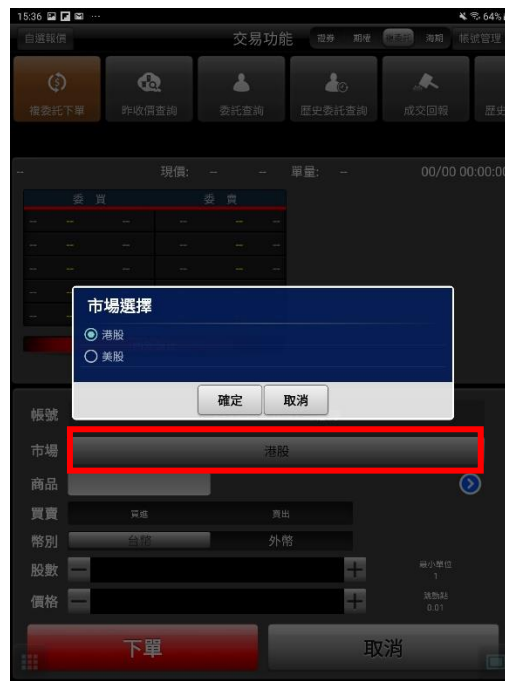 15:36 64%
自選報價 交易功能 證券 期權 複委託 海期 帳號管理
複委託下單 昨收價查詢 委託查詢 歷史委託查詢 成交回報 歷史
-- 現價: -- -- 單量: -- 00/00 00:00:00
委 買 委 賣
-- -- -- -- -- --
-- -- -- -- -- --
-- -- -- -- -- --
--
--
市場選擇
港股
美股
確定 取消
帳號
市場 港股
商品
買賣 買進 賣出
幣別 台幣 外幣
股數 最小單位
1
價格 跳動點
0.01
下單 取消